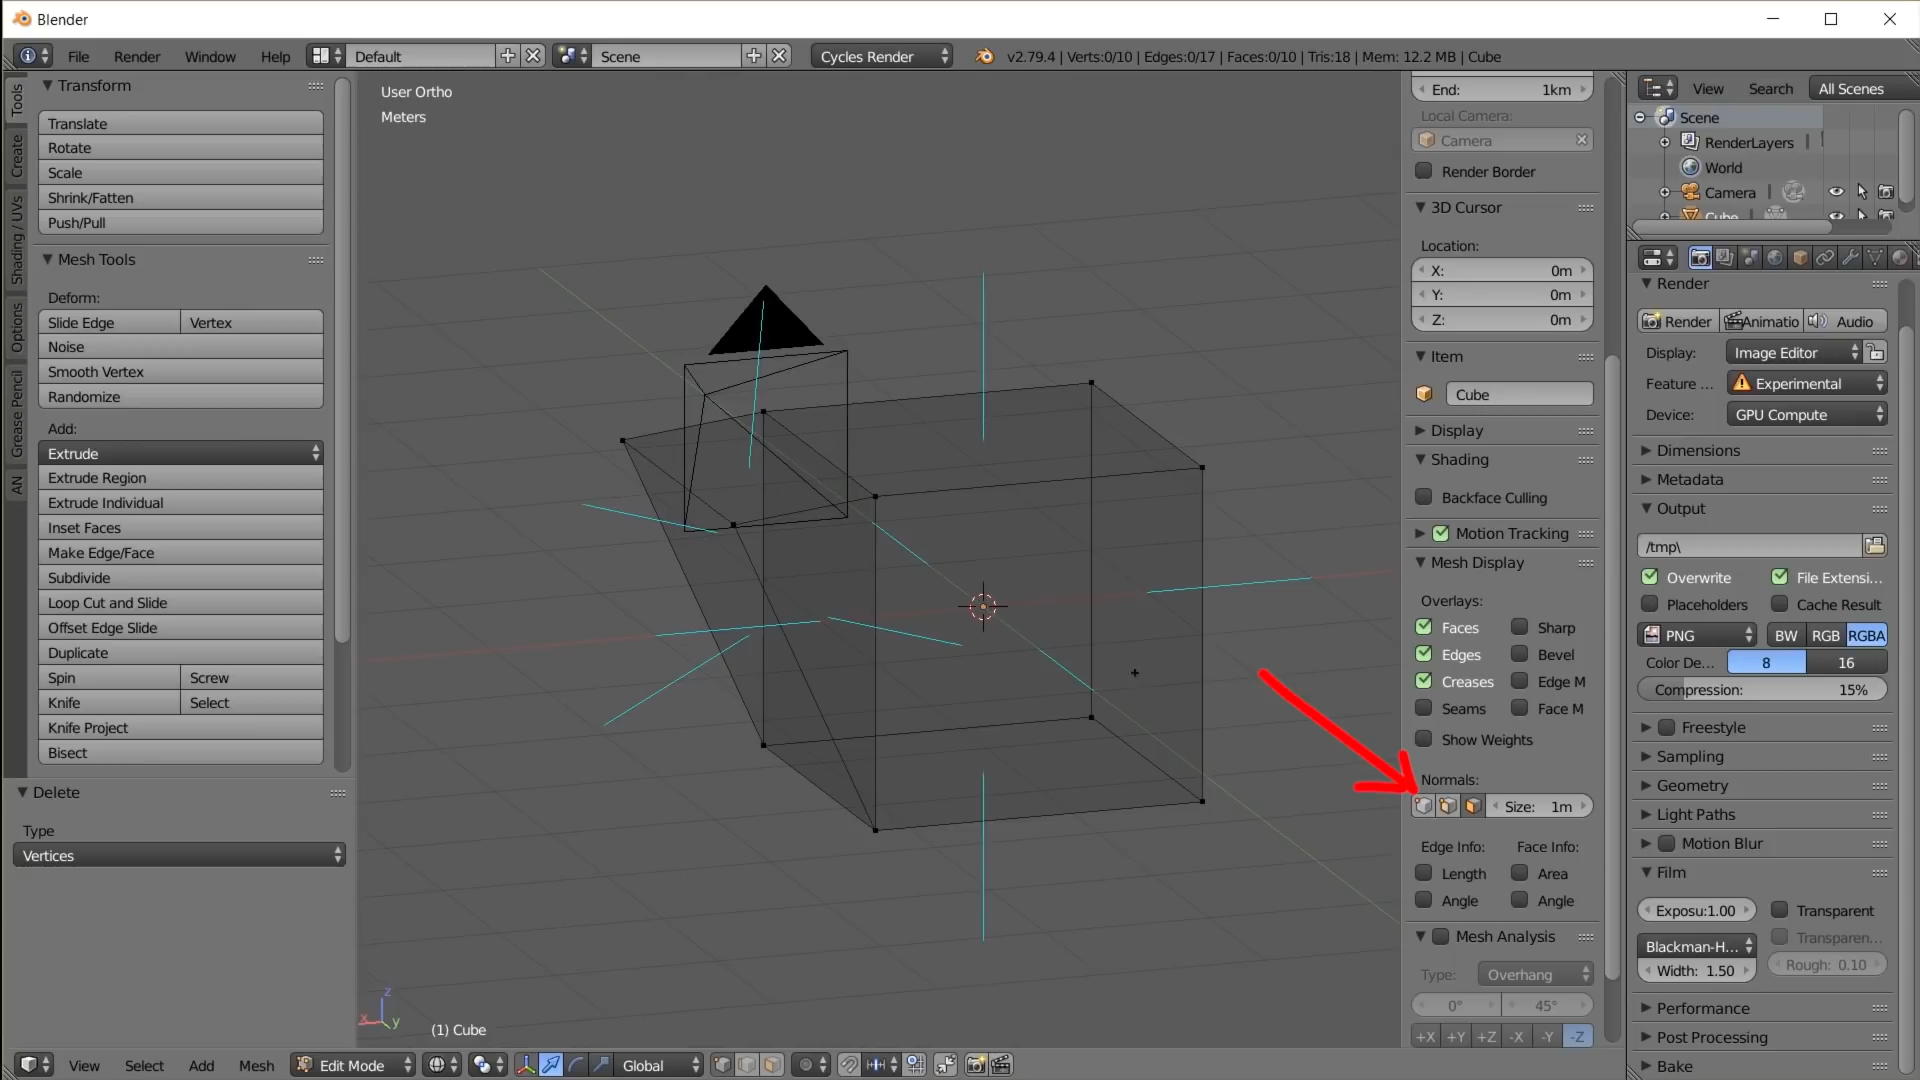 Blender
File Render Window Help Default Scene Cycles Render v2.79.4 | Verts:0/10 | Edges:0/17 | Faces:0/10 | Tris:18 | Mem: 12.2 MB | Cube
Tools
Create
Shading / UVs
Options
Grease Pencil
AN
Transform
Translate
Rotate
Scale
Shrink/Fatten
Push/Pull
Mesh Tools
Deform:
Slide Edge Vertex
Noise
Smooth Vertex
Randomize
Add:
Extrude
Extrude Region
Extrude Individual
Inset Faces
Make Edge/Face
Subdivide
Loop Cut and Slide
Offset Edge Slide
Duplicate
Spin Screw
Knife Select
Knife Project
Bisect
Delete
Type
Vertices
User Ortho
Meters
z
x
y
(1) Cube
View Select Add Mesh Edit Mode Global
End: 1km
Local Camera:
Camera
Render Border
3D Cursor
Location:
X: 0m
Y: 0m
Z: 0m
Item
Cube
Display
Shading
Backface Culling
Motion Tracking
Mesh Display
Overlays:
Faces Sharp
Edges Bevel
Creases Edge M
Seams Face M
Show Weights
Normals:
Size: 1m
Edge Info: Face Info:
Length Area
Angle Angle
Mesh Analysis
Type: Overhang
0° 45°
+X +Y +Z -X -Y -Z
View Search All Scenes
Scene
RenderLayers
World
Camera
Cube
Render
Render Animatio Audio
Display: Image Editor
Feature ... Experimental
Device: GPU Compute
Dimensions
Metadata
Output
/tmp\
Overwrite File Extensi...
Placeholders Cache Result
PNG BW RGB RGBA
Color De... 8 16
Compression: 15%
Freestyle
Sampling
Geometry
Light Paths
Motion Blur
Film
Exposu:1.00 Transparent
Blackman-H... Transparen...
Width: 1.50 Rough: 0.10
Performance
Post Processing
Bake